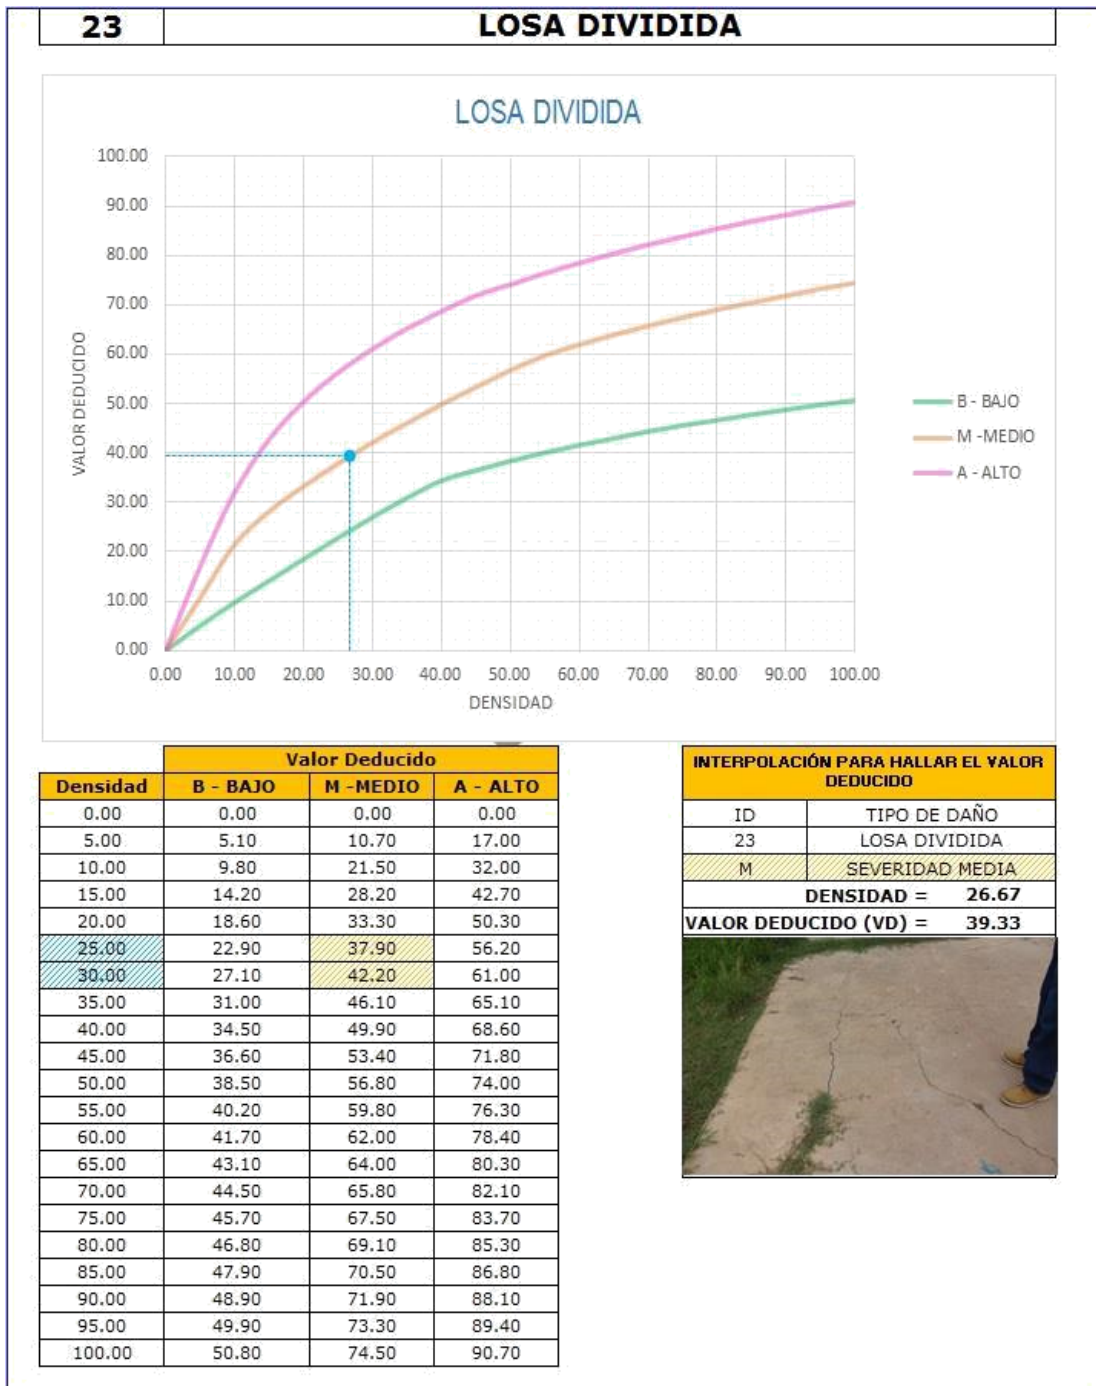 23 LOSA DIVIDIDA
LOSA DIVIDIDA
100.00
90.00
80.00
70.00
60.00
50.00
40.00
30.00
20.00
10.00
0.00
VALOR DEDUCIDO
0.00 10.00 20.00 30.00 40.00 50.00 60.00 70.00 80.00 90.00 100.00
DENSIDAD
B - BAJO
M -MEDIO
A - ALTO
Valor Deducido
Densidad B - BAJO M -MEDIO A - ALTO
0.00 0.00 0.00 0.00
5.00 5.10 10.70 17.00
10.00 9.80 21.50 32.00
15.00 14.20 28.20 42.70
20.00 18.60 33.30 50.30
25.00 22.90 37.90 56.20
30.00 27.10 42.20 61.00
35.00 31.00 46.10 65.10
40.00 34.50 49.90 68.60
45.00 36.60 53.40 71.80
50.00 38.50 56.80 74.00
55.00 40.20 59.80 76.30
60.00 41.70 62.00 78.40
65.00 43.10 64.00 80.30
70.00 44.50 65.80 82.10
75.00 45.70 67.50 83.70
80.00 46.80 69.10 85.30
85.00 47.90 70.50 86.80
90.00 48.90 71.90 88.10
95.00 49.90 73.30 89.40
100.00 50.80 74.50 90.70
INTERPOLACIÓN PARA HALLAR EL VALOR
DEDUCIDO
ID TIPO DE DAÑO
23 LOSA DIVIDIDA
M SEVERIDAD MEDIA
DENSIDAD = 26.67
VALOR DEDUCIDO (VD) = 39.33